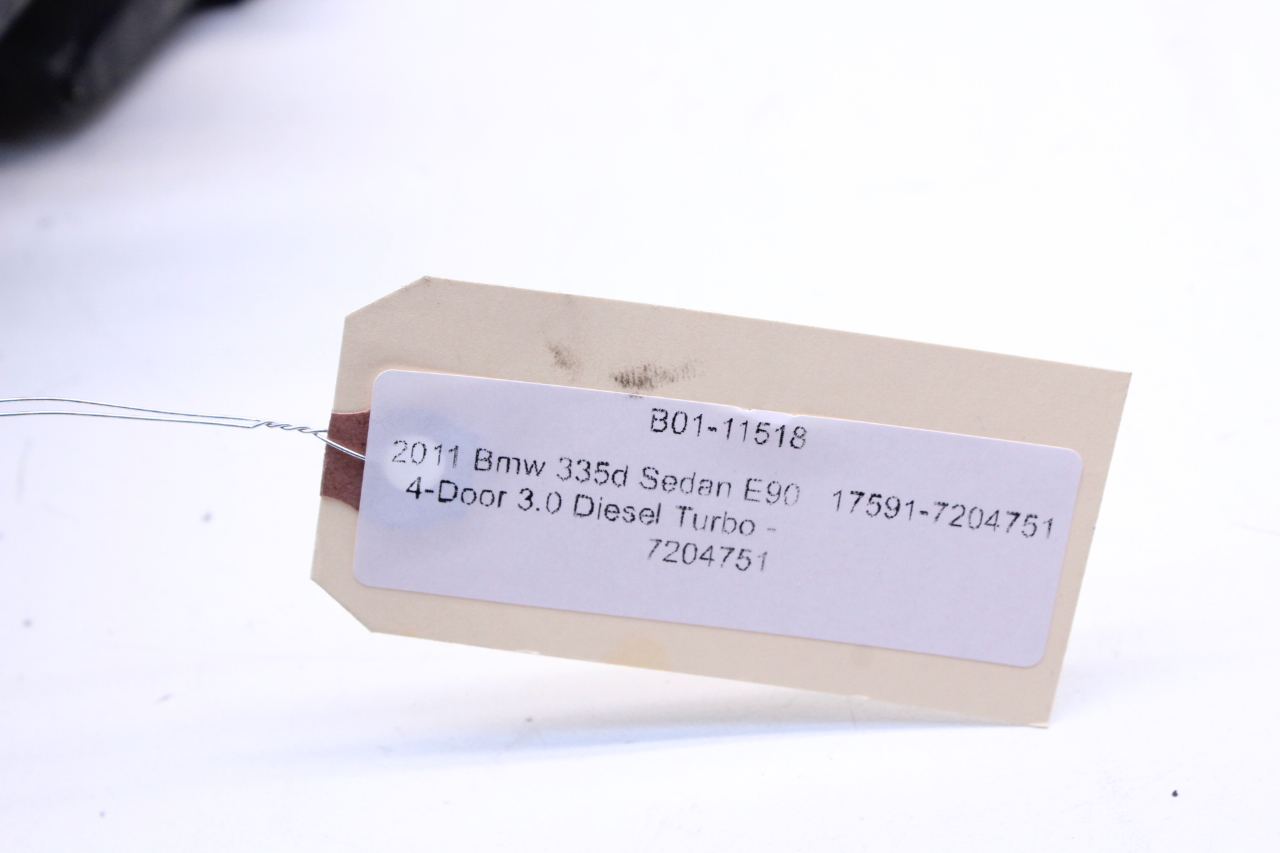 B01-11518
2011 Bmw 335d Sedan E90 17591-7204751
4-Door 3.0 Diesel Turbo -
7204751